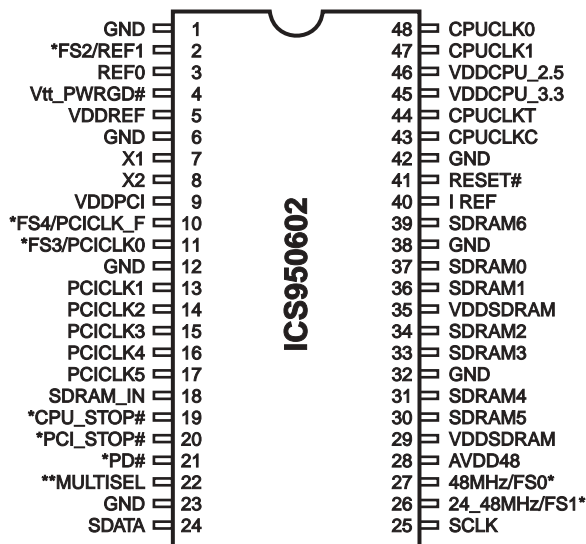 GND 1 48 CPUCLK0
*FS2/REF1 2 47 CPUCLK1
REF0 3 46 VDDCPU_2.5
Vtt_PWRGD# 4 45 VDDCPU_3.3
VDDREF 5 44 CPUCLKT
GND 6 43 CPUCLKC
X1 7 42 GND
X2 8 41 RESET#
VDDPCI 9 40 I REF
*FS4/PCICLK_F 10 39 SDRAM6
*FS3/PCICLK0 11 38 GND
GND 12 37 SDRAM0
PCICLK1 13 36 SDRAM1
PCICLK2 14 35 VDDSDRAM
PCICLK3 15 34 SDRAM2
PCICLK4 16 33 SDRAM3
PCICLK5 17 32 GND
SDRAM_IN 18 31 SDRAM4
*CPU_STOP# 19 30 SDRAM5
*PCI_STOP# 20 29 VDDSDRAM
*PD# 21 28 AVDD48
**MULTISEL 22 27 48MHz/FS0*
GND 23 26 24_48MHz/FS1*
SDATA 24 25 SCLK
ICS950602